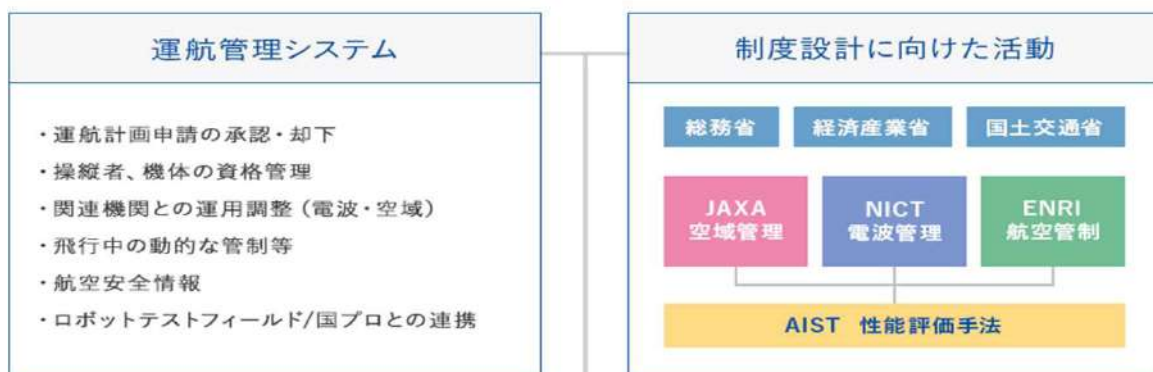 運航管理システム
・運航計画申請の承認・却下
・操縦者、機体の資格管理
・関連機関との運用調整（電波・空域）
・飛行中の動的な管制等
・航空安全情報
・ロボットテストフィールド/国プロとの連携
制度設計に向けた活動
総務省 経済産業省 国土交通省
JAXA NICT ENRI
空域管理 電波管理 航空管制
AIST 性能評価手法